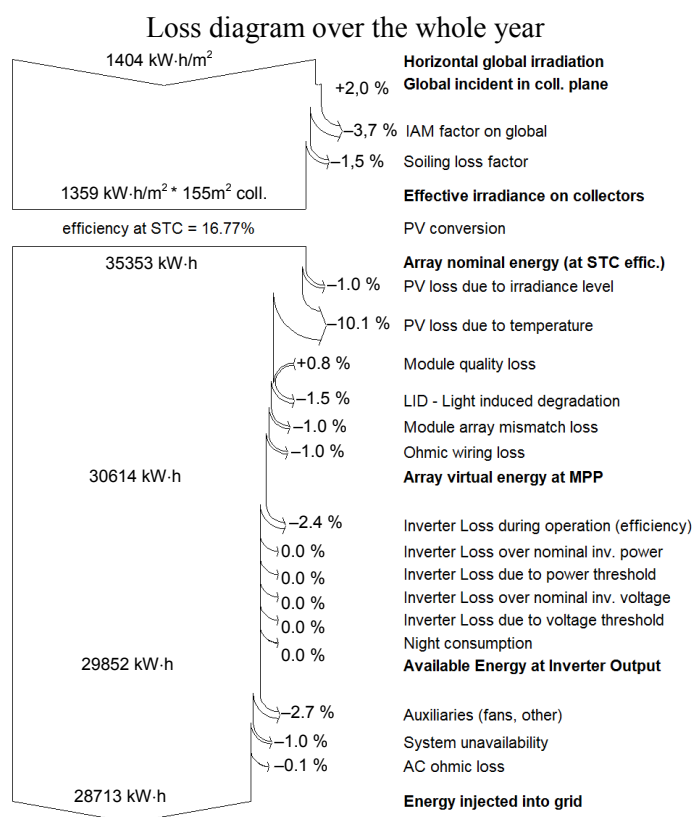 Loss diagram over the whole year
1404 kW·h/m² Horizontal global irradiation
+2,0 % Global incident in coll. plane
–3,7 % IAM factor on global
–1,5 % Soiling loss factor
1359 kW·h/m² * 155m² coll. Effective irradiance on collectors
efficiency at STC = 16.77% PV conversion
35353 kW·h Array nominal energy (at STC effic.)
–1.0 % PV loss due to irradiance level
–10.1 % PV loss due to temperature
+0.8 % Module quality loss
–1.5 % LID - Light induced degradation
–1.0 % Module array mismatch loss
–1.0 % Ohmic wiring loss
30614 kW·h Array virtual energy at MPP
–2.4 % Inverter Loss during operation (efficiency)
0.0 % Inverter Loss over nominal inv. power
0.0 % Inverter Loss due to power threshold
0.0 % Inverter Loss over nominal inv. voltage
0.0 % Inverter Loss due to voltage threshold
0.0 % Night consumption
29852 kW·h Available Energy at Inverter Output
–2.7 % Auxiliaries (fans, other)
–1.0 % System unavailability
–0.1 % AC ohmic loss
28713 kW·h Energy injected into grid